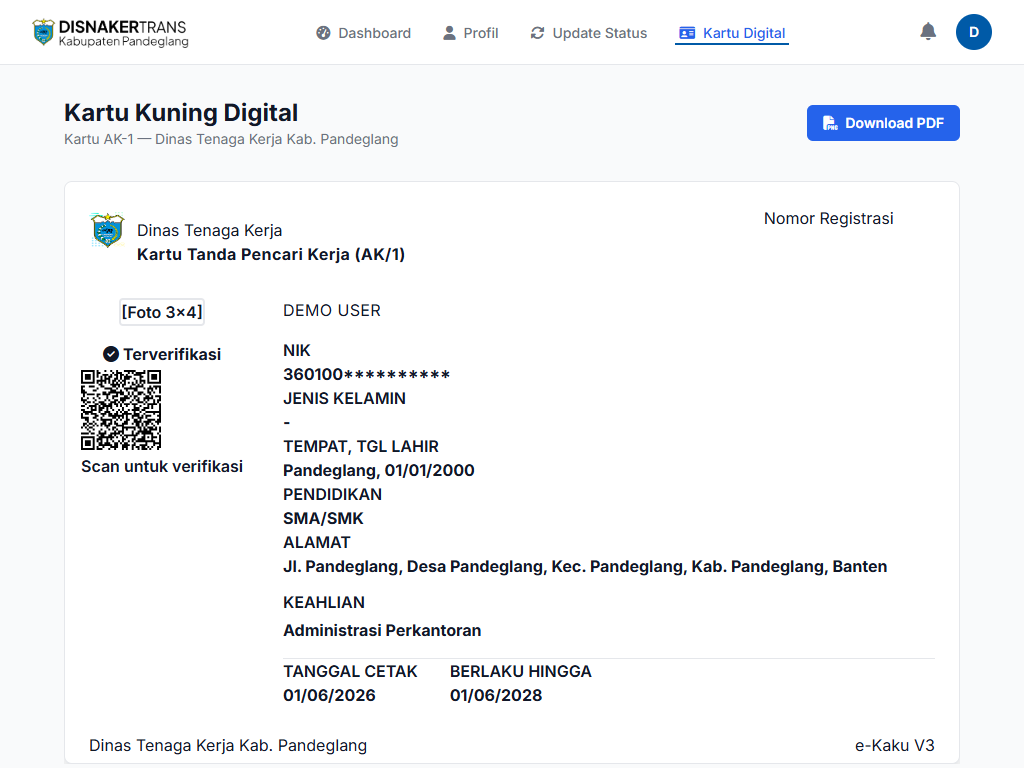 DISNAKERTRANS
Kabupaten Pandeglang
Dashboard
Profil
Update Status
Kartu Digital
D
Kartu Kuning Digital
Kartu AK-1 — Dinas Tenaga Kerja Kab. Pandeglang
Download PDF
Dinas Tenaga Kerja
Kartu Tanda Pencari Kerja (AK/1)
Nomor Registrasi
[Foto 3×4]
Terverifikasi
Scan untuk verifikasi
DEMO USER
NIK
360100**********
JENIS KELAMIN
-
TEMPAT, TGL LAHIR
Pandeglang, 01/01/2000
PENDIDIKAN
SMA/SMK
ALAMAT
Jl. Pandeglang, Desa Pandeglang, Kec. Pandeglang, Kab. Pandeglang, Banten
KEAHLIAN
Administrasi Perkantoran
TANGGAL CETAK BERLAKU HINGGA
01/06/2026 01/06/2028
Dinas Tenaga Kerja Kab. Pandeglang
e-Kaku V3